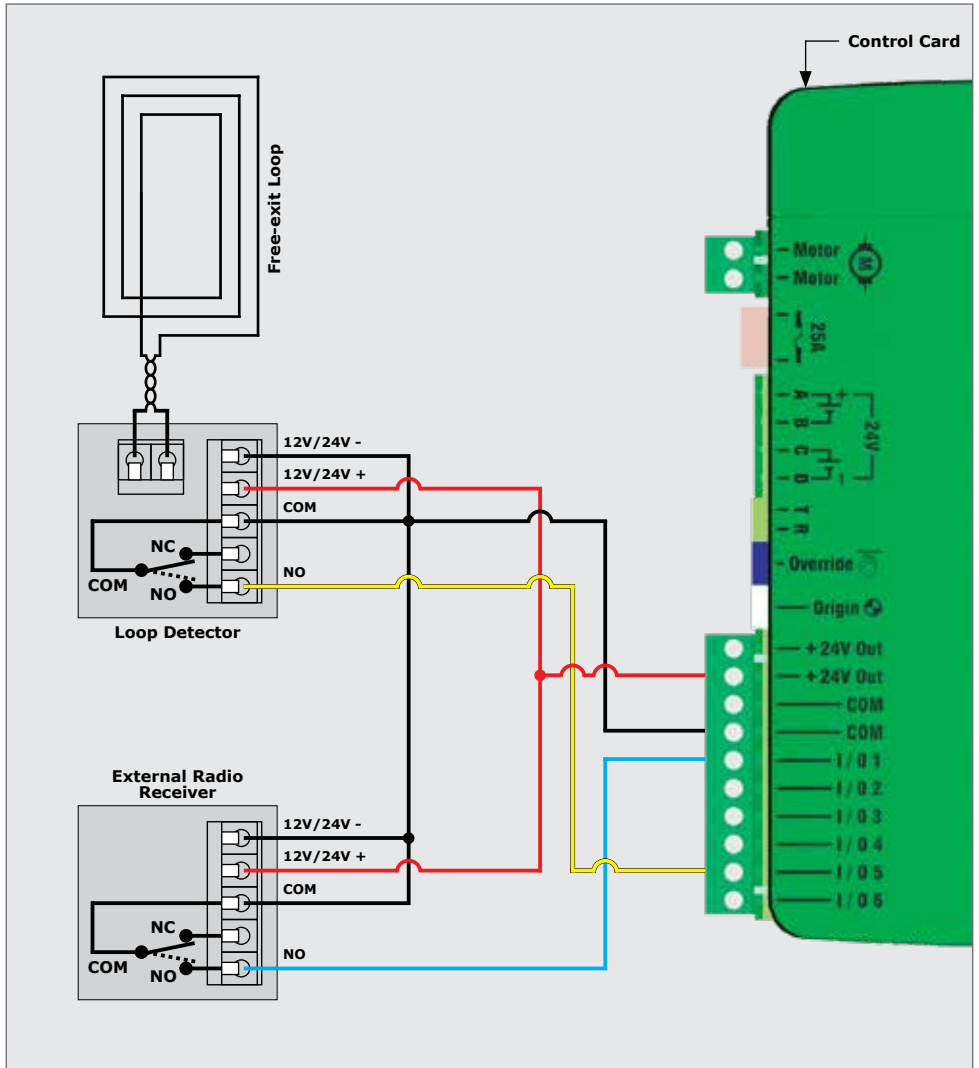 Control Card
Free-exit Loop
Motor
Motor
M
25A
A
+
B
24V
C
D
−
T
R
Override
Origin
+24V Out
+24V Out
COM
COM
I/O 1
I/O 2
I/O 3
I/O 4
I/O 5
I/O 6
12V/24V -
12V/24V +
COM
NC
NO
COM
NO
Loop Detector
External Radio
Receiver
12V/24V -
12V/24V +
COM
NC
NO
COM
NO